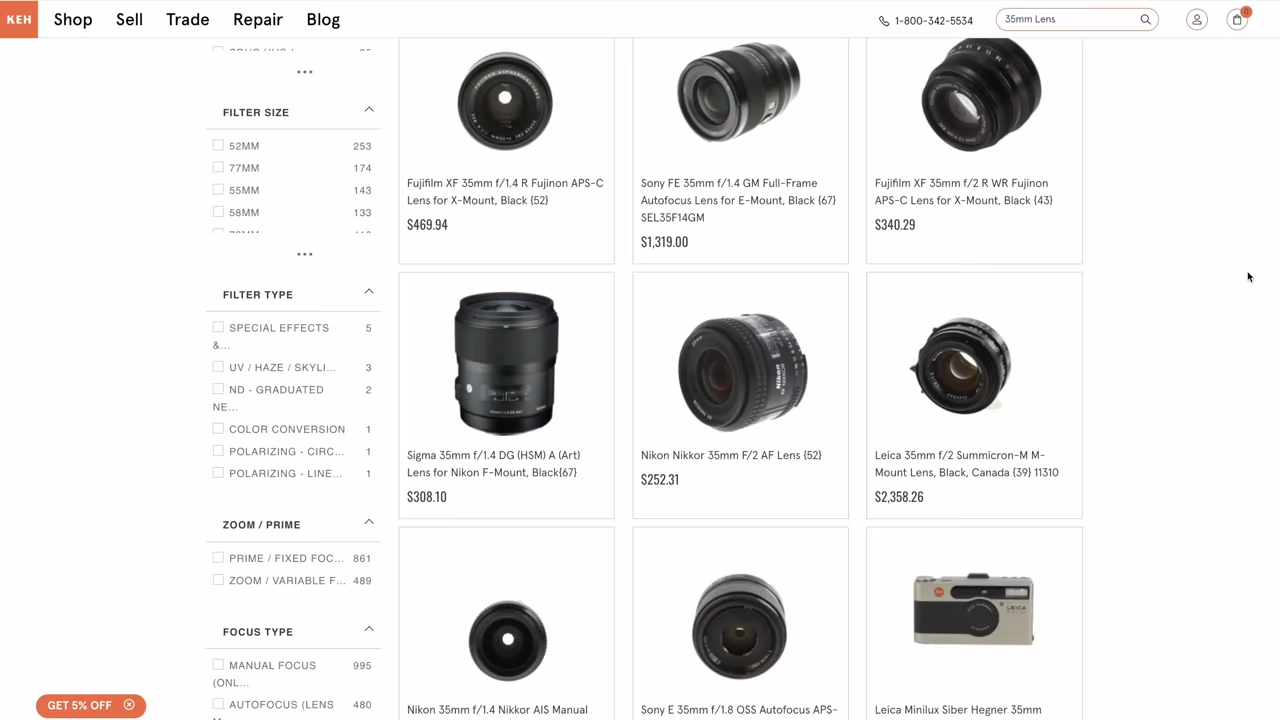 KEH
Shop
Sell
Trade
Repair
Blog
1-800-342-5534
35mm Lens
0
FILTER SIZE
52MM 253
77MM 174
55MM 143
58MM 133
FILTER TYPE
SPECIAL EFFECTS 5
&...
UV / HAZE / SKYLI... 3
ND - GRADUATED 2
NE...
COLOR CONVERSION 1
POLARIZING - CIRC... 1
POLARIZING - LINE... 1
ZOOM / PRIME
PRIME / FIXED FOC... 861
ZOOM / VARIABLE F... 489
FOCUS TYPE
MANUAL FOCUS 995
(ONL...
AUTOFOCUS (LENS 480
GET 5% OFF
Fujifilm XF 35mm f/1.4 R Fujinon APS-C
Lens for X-Mount, Black {52}
$469.94
Sony FE 35mm f/1.4 GM Full-Frame
Autofocus Lens for E-Mount, Black {67}
SEL35F14GM
$1,319.00
Fujifilm XF 35mm f/2 R WR Fujinon
APS-C Lens for X-Mount, Black {43}
$340.29
Sigma 35mm f/1.4 DG (HSM) A (Art)
Lens for Nikon F-Mount, Black{67}
$308.10
Nikon
Nikon Nikkor 35mm F/2 AF Lens {52}
$252.31
Leica 35mm f/2 Summicron-M M-
Mount Lens, Black, Canada {39} 11310
$2,358.26
Nikon 35mm f/1.4 Nikkor AIS Manual
Sony E 35mm f/1.8 OSS Autofocus APS-
LEICA
Leica Minilux Siber Hegner 35mm